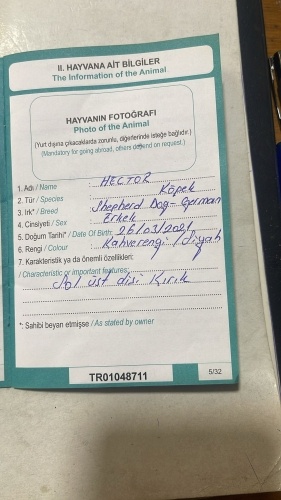 II. HAYVANA AİT BİLGİLER
The Information of the Animal
HAYVANIN FOTOĞRAFI
Photo of the Animal
(Yurt dışına çıkacaklarda zorunlu, diğerlerinde isteğe bağlıdır.)
(Mandatory for going abroad, others depend on request.)
1. Adı / Name : HECTOR
2. Tür / Species : Köpek
3. Irk* / Breed : Shepherd Dog - German
4. Cinsiyeti / Sex : Erkek
5. Doğum Tarihi* / Date Of Birth: 26/03/2021
6. Rengi / Colour : Kahverengi / Siyah
7. Karakteristik ya da önemli özellikleri:
/ Characteristic or important features:
Sol üst dişi Kırık
*: Sahibi beyan etmişse / As stated by owner
TR01048711
5/32